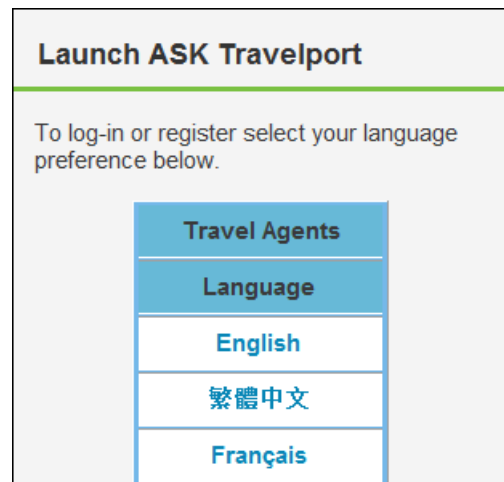 Launch ASK Travelport
To log-in or register select your language
preference below.
Travel Agents
Language
English
繁體中文
Français